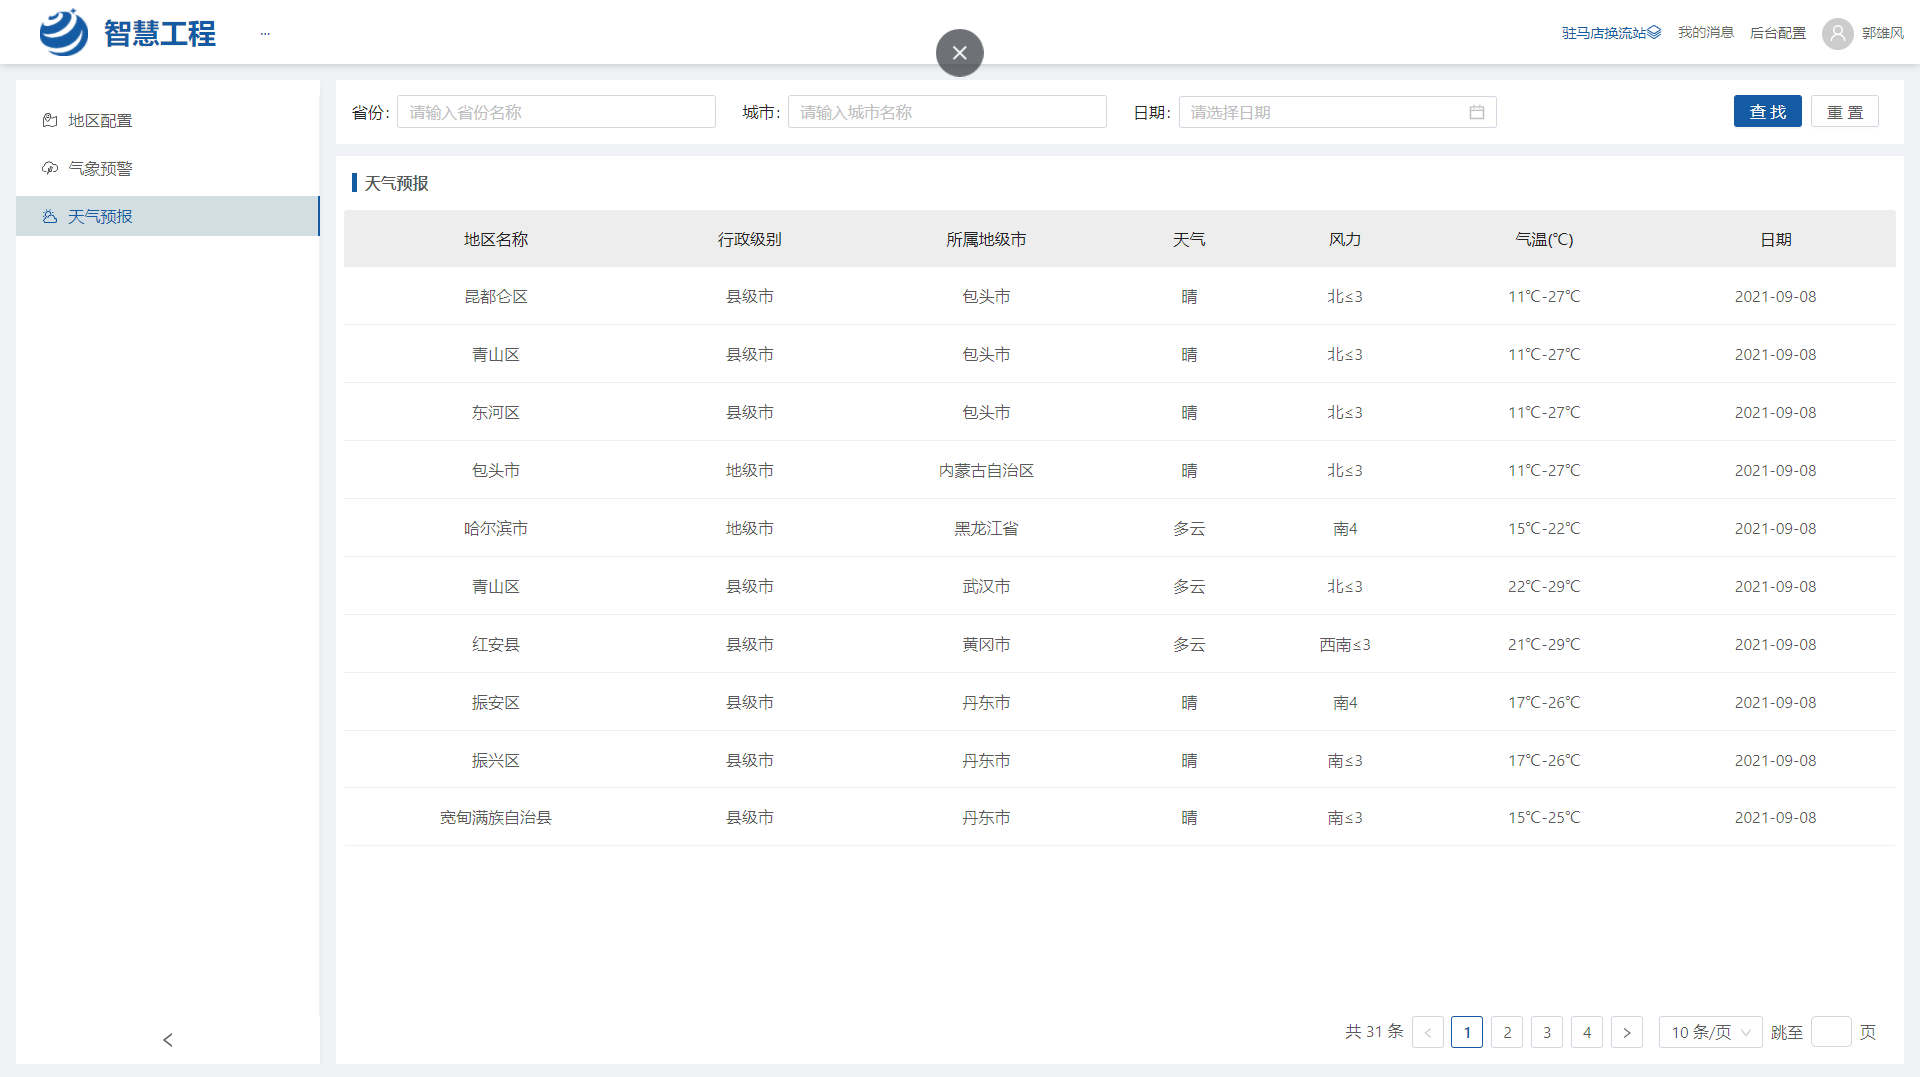 智慧工程 ... 驻马店换流站 我的消息 后台配置 郭雄风
地区配置
气象预警
天气预报
省份： 请输入省份名称 城市： 请输入城市名称 日期： 请选择日期 查 找 重 置
天气预报
地区名称 行政级别 所属地级市 天气 风力 气温(℃) 日期
昆都仑区 县级市 包头市 晴 北≤3 11℃-27℃ 2021-09-08
青山区 县级市 包头市 晴 北≤3 11℃-27℃ 2021-09-08
东河区 县级市 包头市 晴 北≤3 11℃-27℃ 2021-09-08
包头市 地级市 内蒙古自治区 晴 北≤3 11℃-27℃ 2021-09-08
哈尔滨市 地级市 黑龙江省 多云 南4 15℃-22℃ 2021-09-08
青山区 县级市 武汉市 多云 北≤3 22℃-29℃ 2021-09-08
红安县 县级市 黄冈市 多云 西南≤3 21℃-29℃ 2021-09-08
振安区 县级市 丹东市 晴 南4 17℃-26℃ 2021-09-08
振兴区 县级市 丹东市 晴 南≤3 17℃-26℃ 2021-09-08
宽甸满族自治县 县级市 丹东市 晴 南≤3 15℃-25℃ 2021-09-08
共 31 条 < 1 2 3 4 > 10 条/页 跳至 页